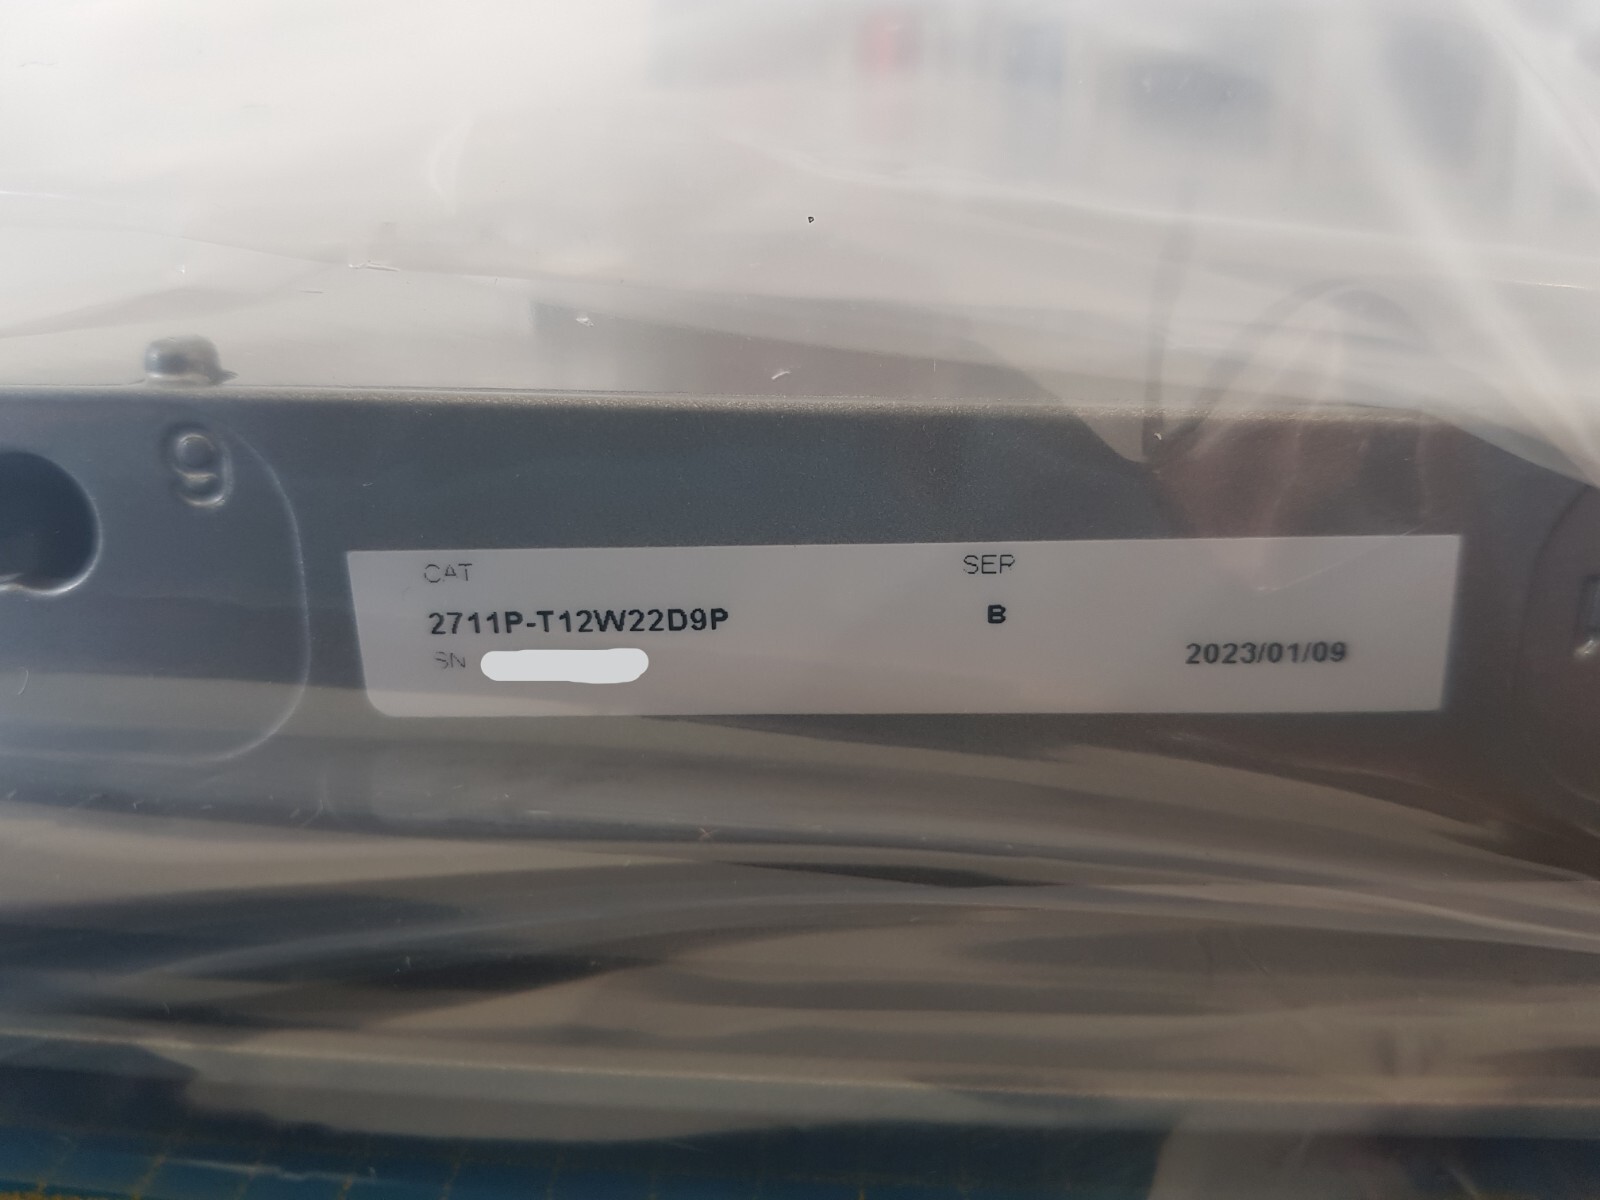 9
CAT SER
2711P-T12W22D9P B
SN 2023/01/09